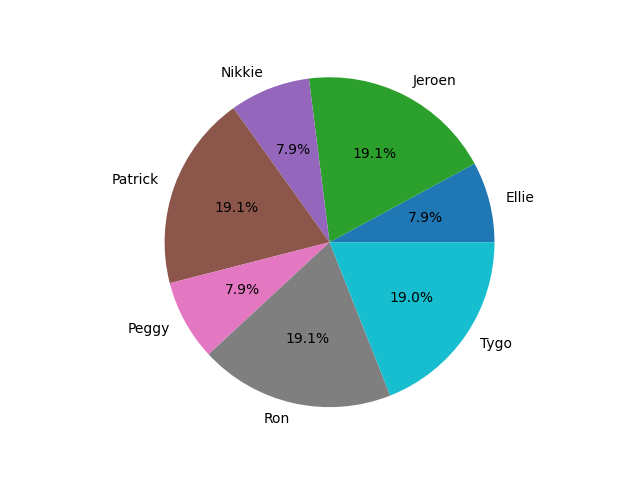 Nikkie
Jeroen
7.9%
19.1%
Patrick
19.1%
Ellie
7.9%
Peggy
7.9%
19.0%
Ron
19.1%
Tygo